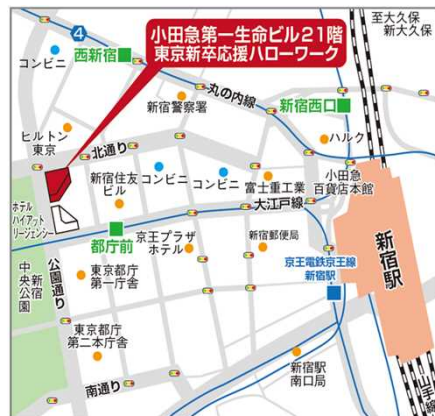 小田急第一生命ビル21階
東京新卒応援ハローワーク
至大久保
新大久保
4
コンビニ
西新宿
丸の内線
新宿警察署
新宿西口
ヒルトン
東京
北通り
ハルク
新宿住友
ビル
コンビニ
コンビニ
富士重工業
小田急
百貨店本館
大江戸線
ホテル
ハイアット
リージェンシー
都庁前
京王プラザ
ホテル
新宿郵便局
新宿駅
京王電鉄京王線
新宿駅
新宿
中央公園
公園通り
東京都庁
第一庁舎
東京都庁
第二本庁舎
南通り
新宿駅
南口局
山手線